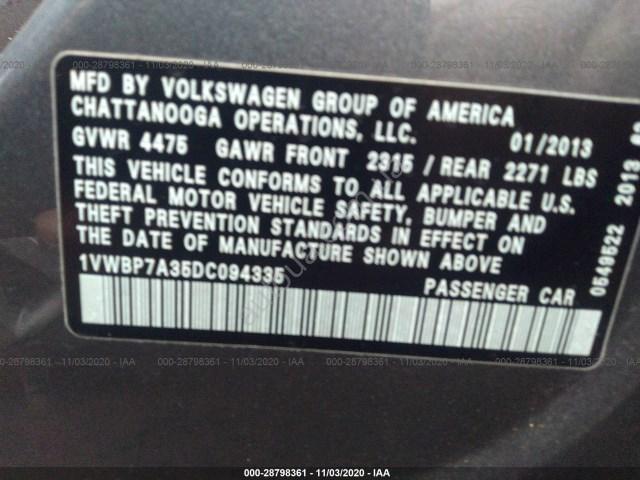 MFD BY VOLKSWAGEN GROUP OF AMERICA
CHATTANOOGA OPERATIONS, LLC. 01/2013
GVWR 4475 GAWR FRONT 2315 / REAR 2271 LBS
THIS VEHICLE CONFORMS TO ALL APPLICABLE U.S.
FEDERAL MOTOR VEHICLE SAFETY, BUMPER AND
THEFT PREVENTION STANDARDS IN EFFECT ON
THE DATE OF MANUFACTURE SHOWN ABOVE
1VWBP7A35DC094335 PASSENGER CAR
0549522 2013
000-28798361 - 11/03/2020 - IAA